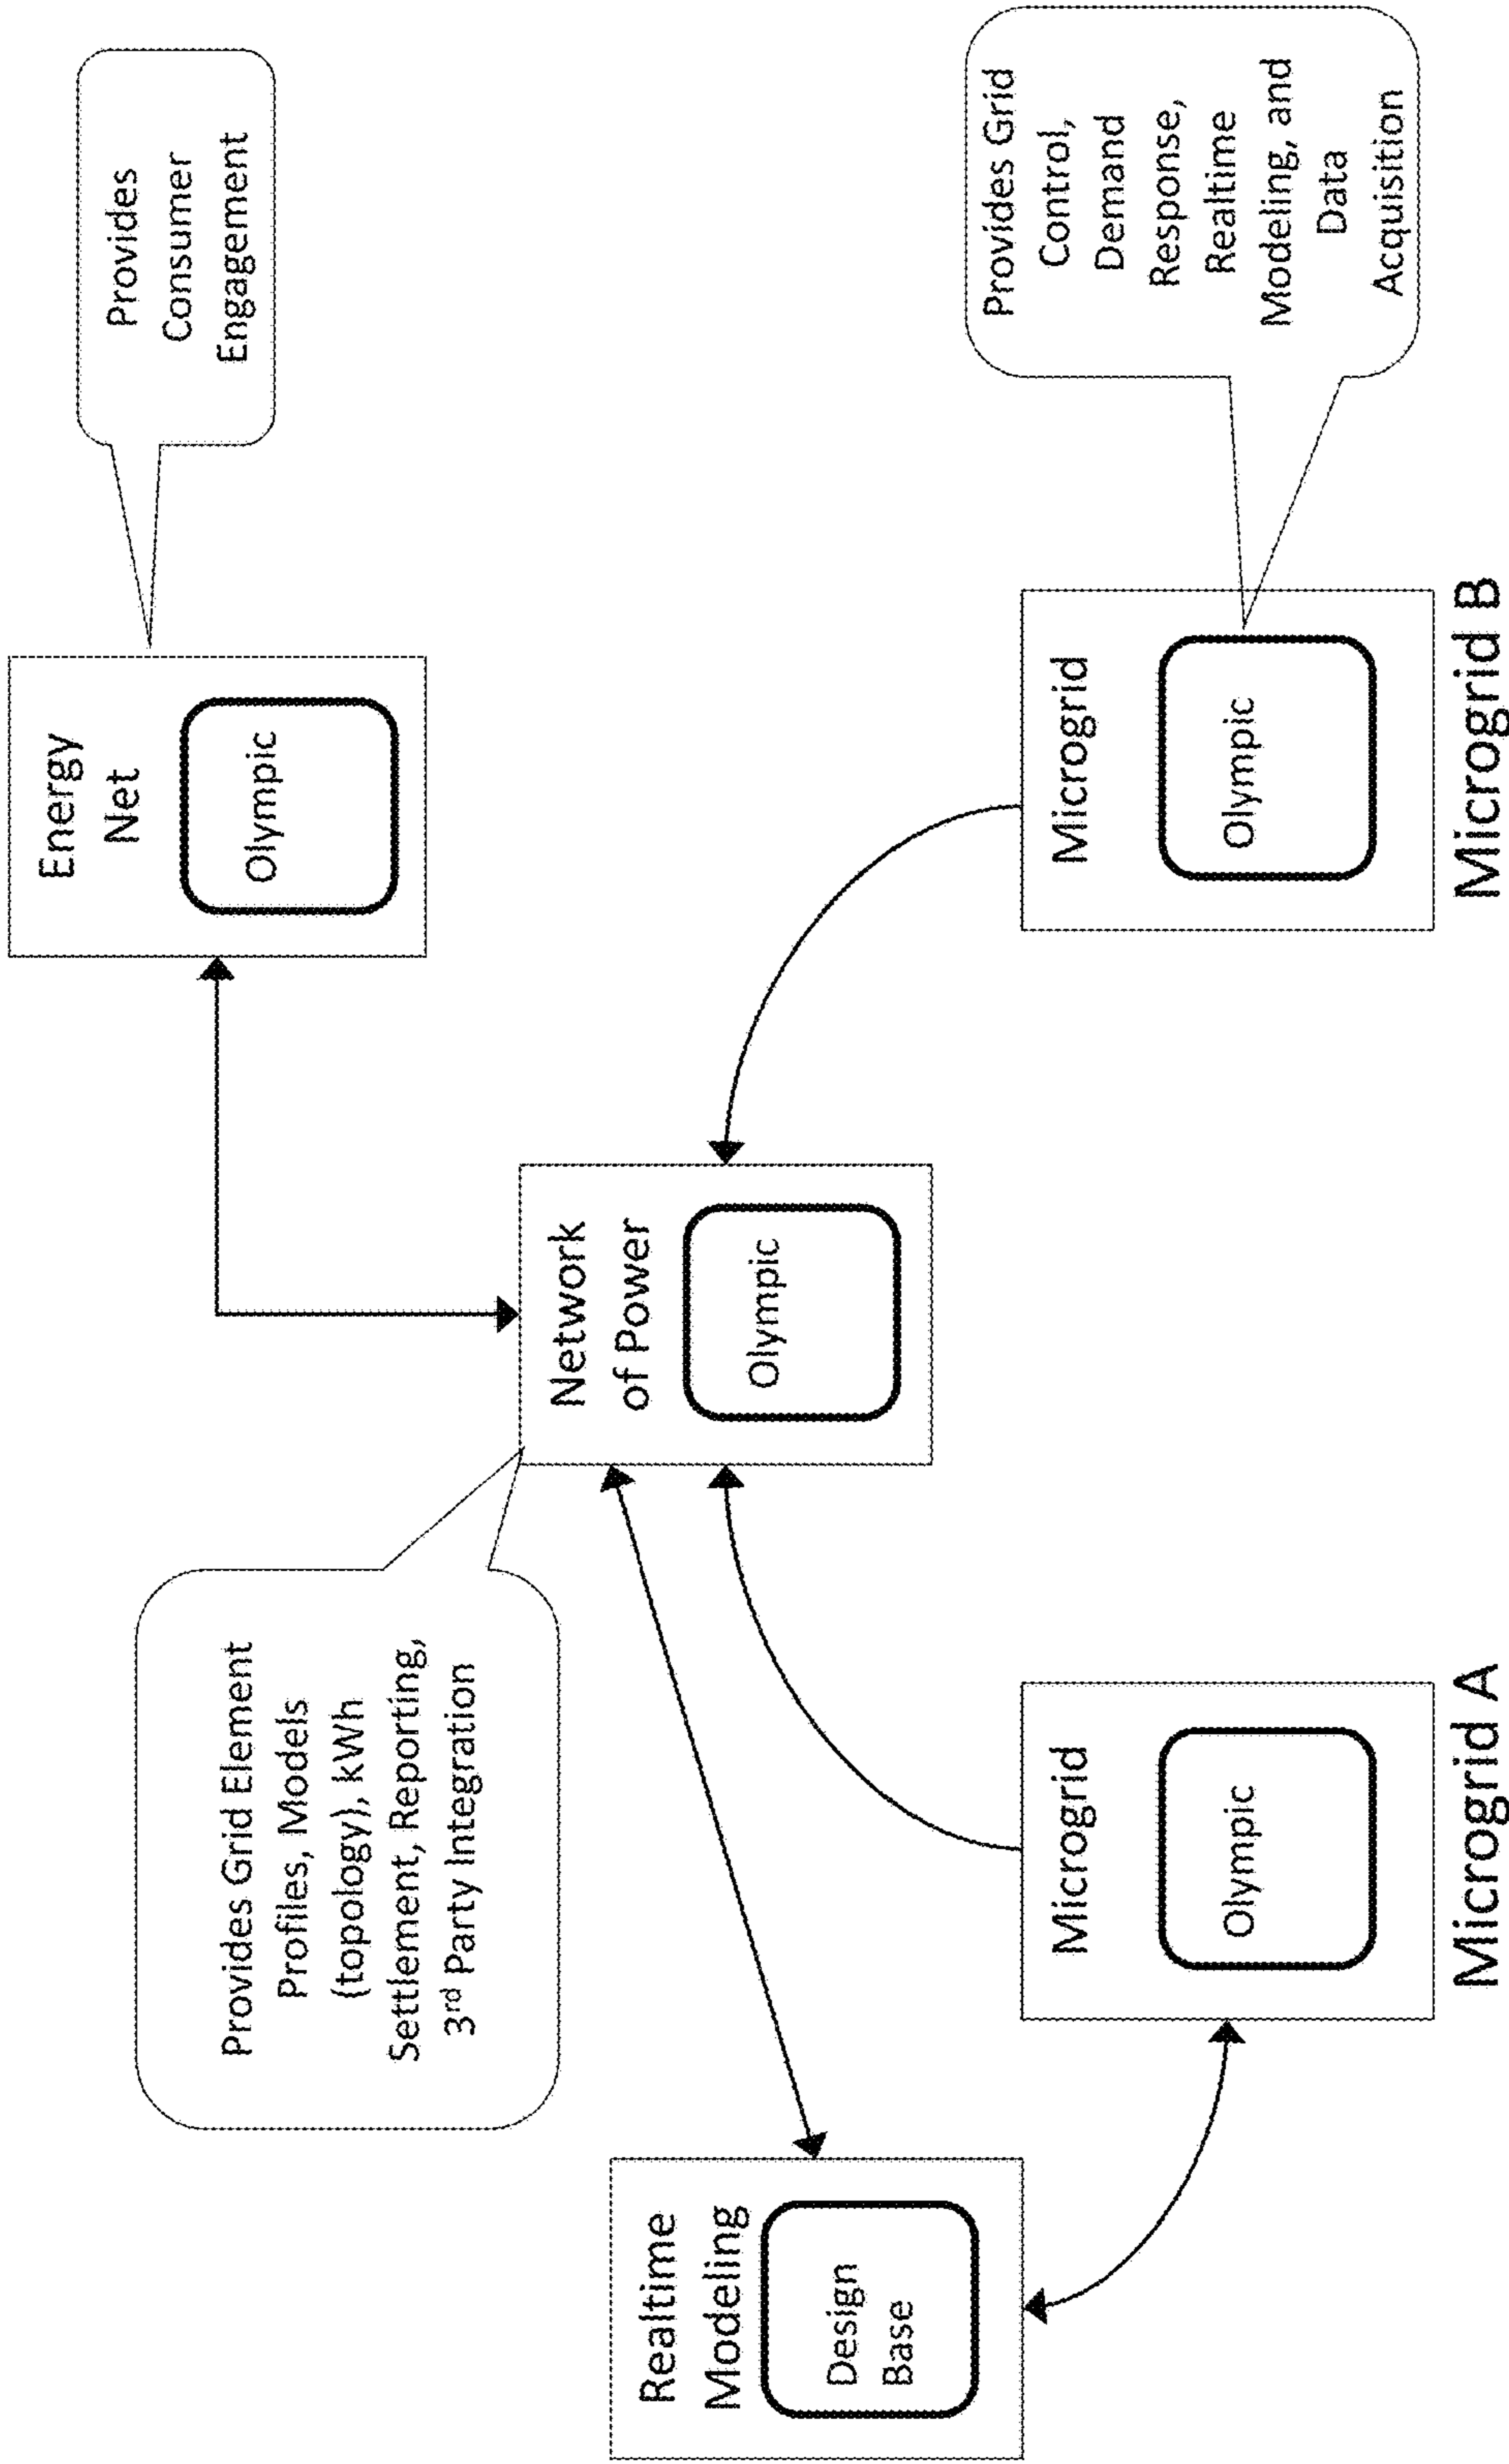 Provides Grid Element
Profiles, Models
(topology), kWh
Settlement, Reporting,
3rd Party Integration
Energy
Net
Olympic
Provides
Consumer
Engagement
Realtime
Modeling
Design
Base
Network
of Power
Olympic
Microgrid
Olympic
Microgrid A
Microgrid
Olympic
Microgrid B
Provides Grid
Control,
Demand
Response,
Realtime
Modeling, and
Data
Acquisition